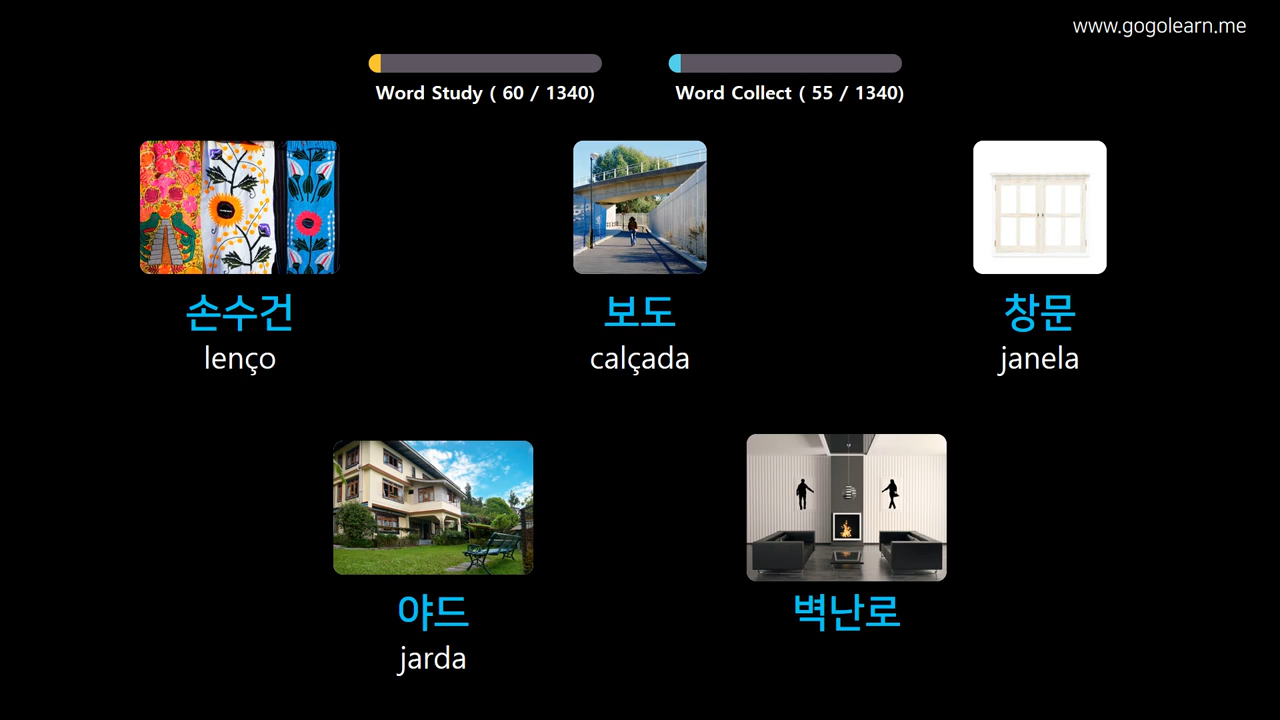 www.gogolearn.me
Word Study ( 60 / 1340)
Word Collect ( 55 / 1340)
손수건
lenço
보도
calçada
창문
janela
야드
jarda
벽난로